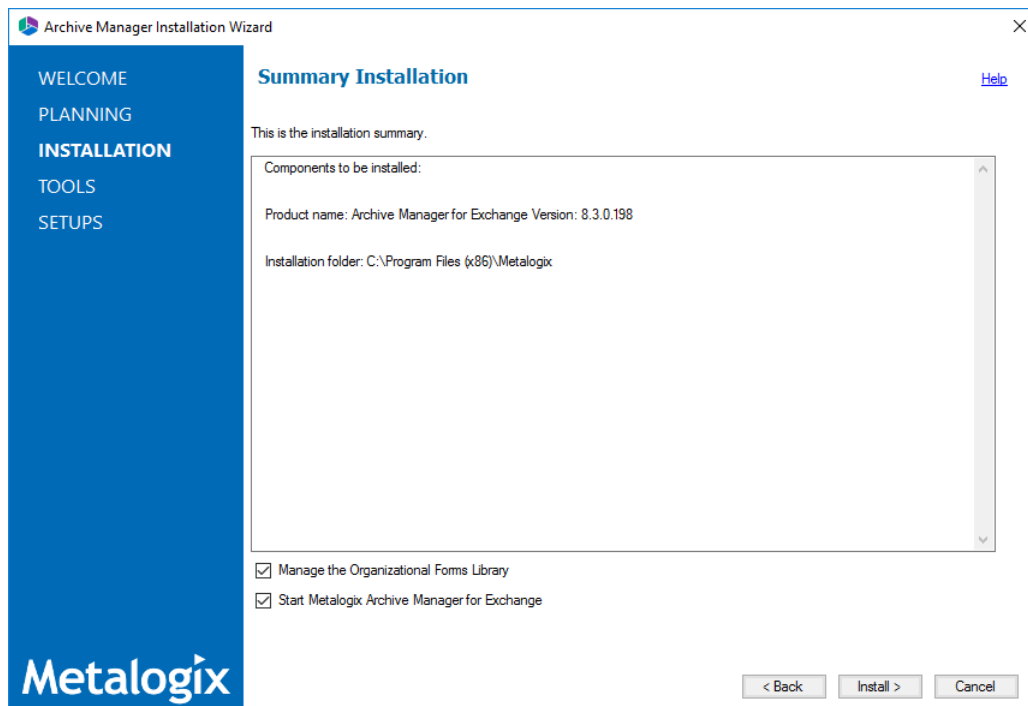 Archive Manager Installation Wizard
WELCOME
PLANNING
INSTALLATION
TOOLS
SETUPS
Metalogix
Summary Installation
Help
This is the installation summary.
Components to be installed:
Product name: Archive Manager for Exchange Version: 8.3.0.198
Installation folder: C:\Program Files (x86)\Metalogix
Manage the Organizational Forms Library
Start Metalogix Archive Manager for Exchange
< Back
Install >
Cancel